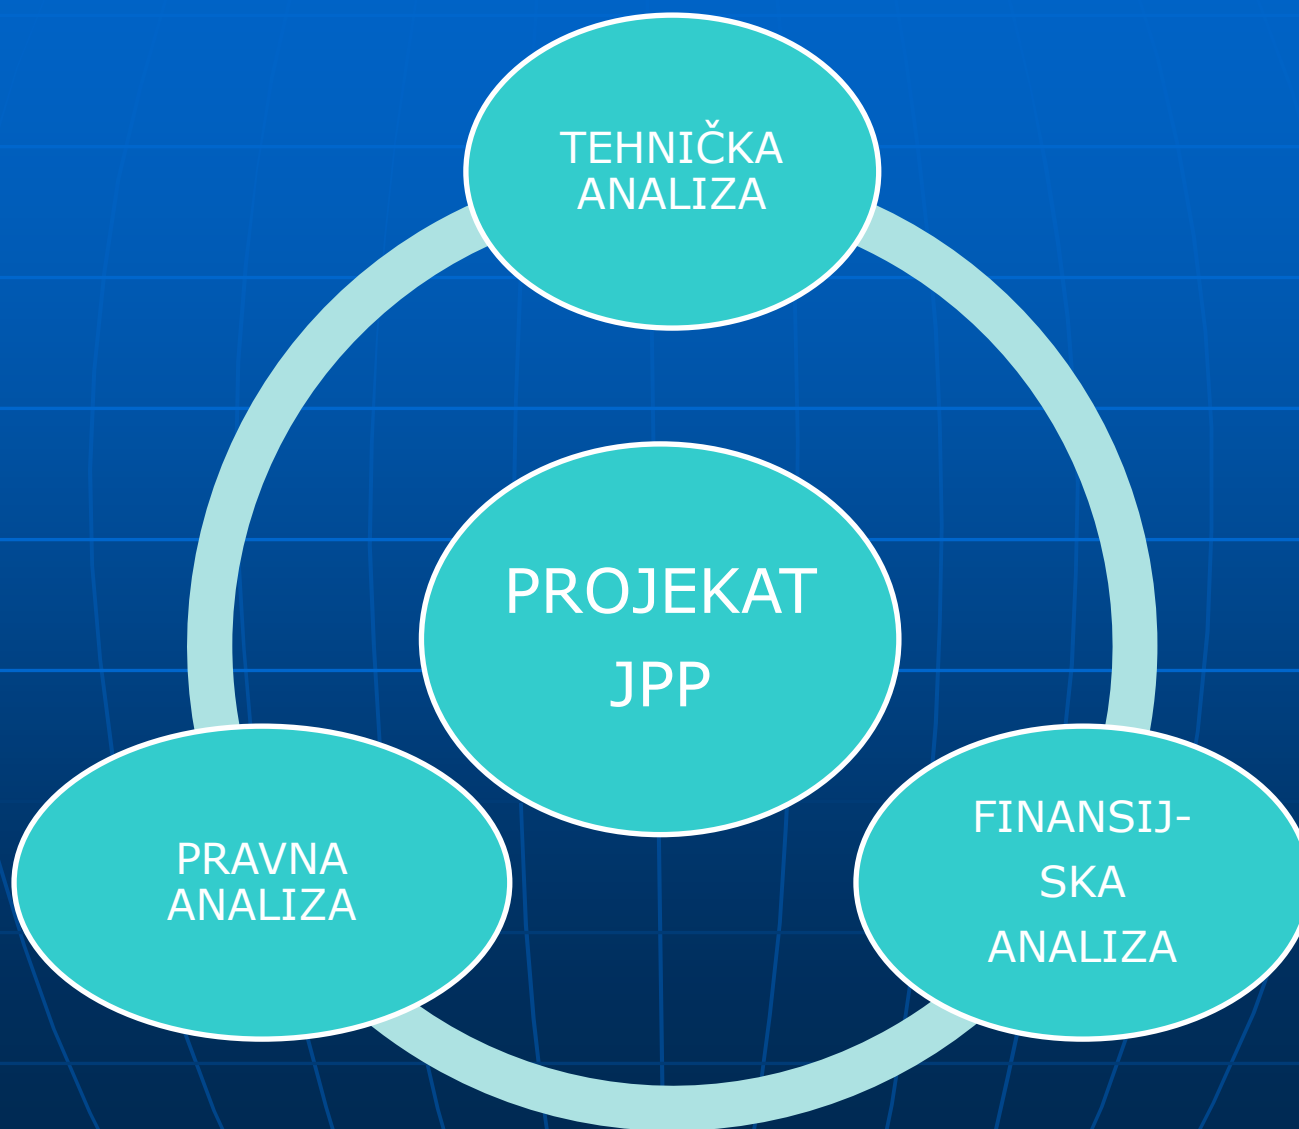 TEHNIČKA
ANALIZA
PROJEKAT
JPP
PRAVNA
ANALIZA
FINANSIJ-
SKA
ANALIZA